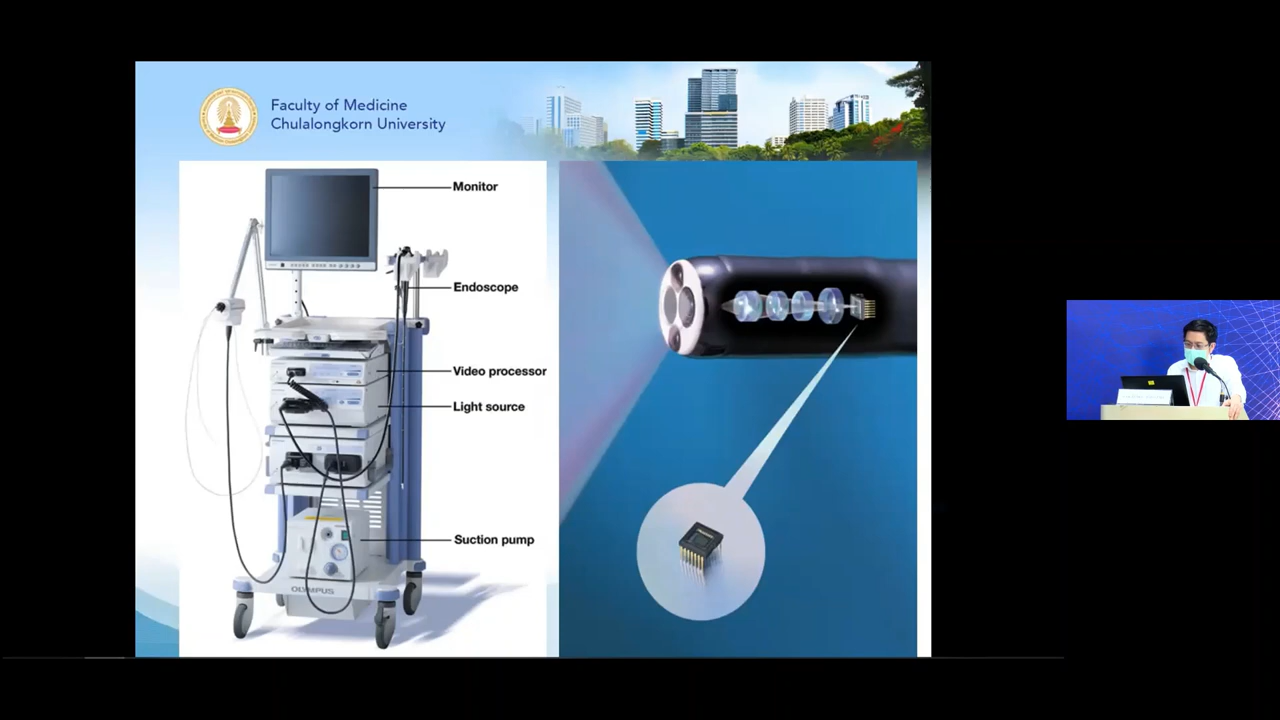 Faculty of Medicine
Chulalongkorn University
Monitor
Endoscope
Video processor
Light source
Suction pump
OLYMPUS